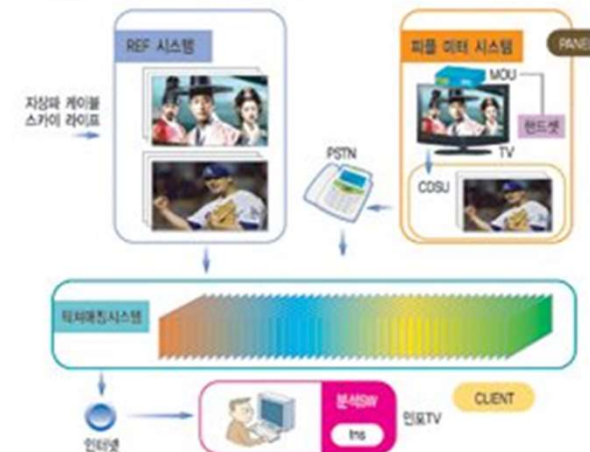 REF 시스템
피플 미터 시스템
PANEL
지상파 케이블
스카이 라이프
MOU
핸드셋
TV
PSTN
CDSU
픽쳐매칭시스템
인터넷
분석SW
tns
인포TV
CLIENT